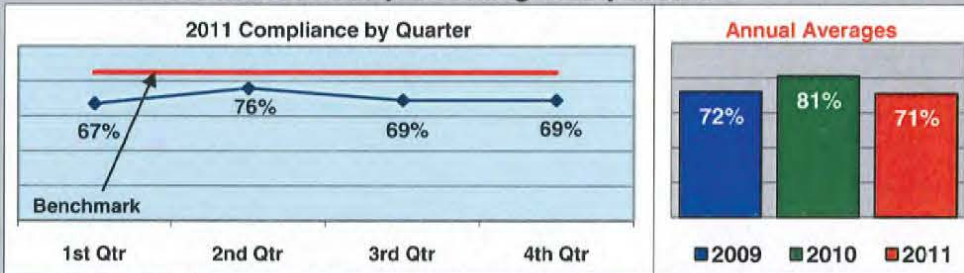 2011 Compliance by Quarter
67%
76%
69%
69%
Benchmark
1st Qtr
2nd Qtr
3rd Qtr
4th Qtr
Annual Averages
72%
81%
71%
2009
2010
2011